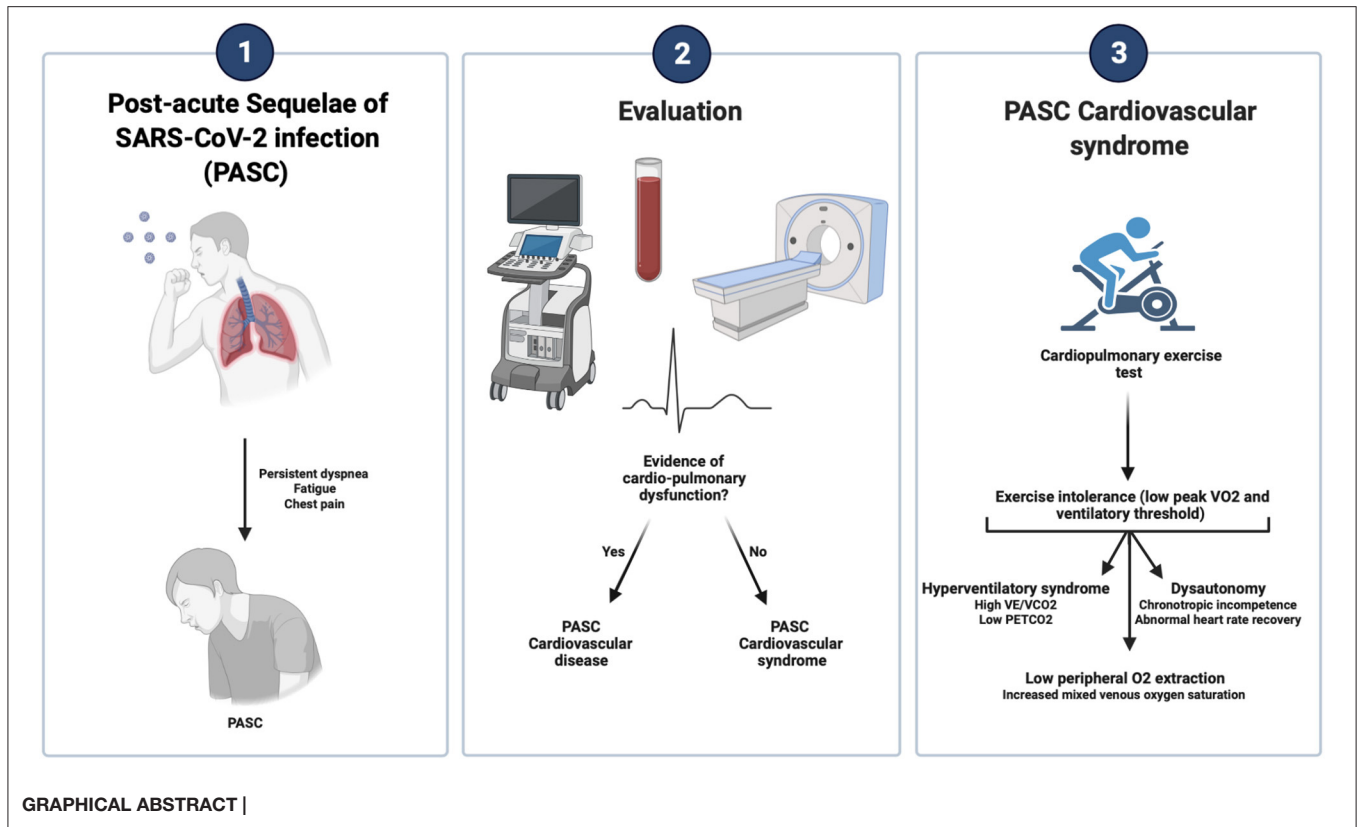 1
Post-acute Sequelae of
SARS-CoV-2 infection
(PASC)
Persistent dyspnea
Fatigue
Chest pain
PASC
2
Evaluation
Evidence of
cardio-pulmonary
dysfunction?
Yes
No
PASC
Cardiovascular
disease
PASC
Cardiovascular
syndrome
3
PASC Cardiovascular
syndrome
Cardiopulmonary exercise
test
Exercise intolerance (low peak VO2 and
ventilatory threshold)
Hyperventilatory syndrome
High VE/VCO2
Low PETCO2
Dysautonomy
Chronotropic incompetence
Abnormal heart rate recovery
Low peripheral O2 extraction
Increased mixed venous oxygen saturation
GRAPHICAL ABSTRACT |